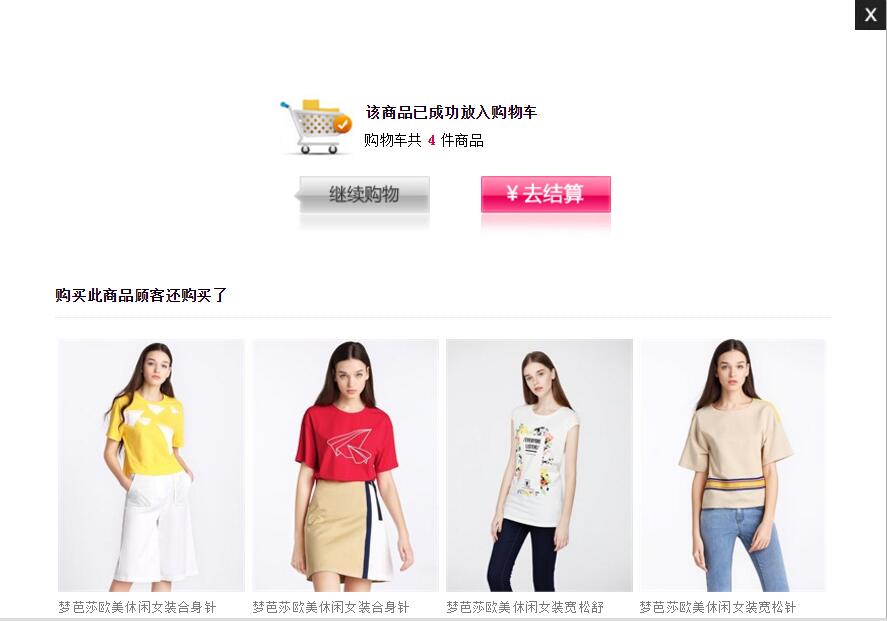 X
该商品已成功放入购物车
购物车共 4 件商品
继续购物
¥去结算
购买此商品顾客还购买了
梦芭莎欧美休闲女装合身针
梦芭莎欧美休闲女装合身针
梦芭莎欧美休闲女装宽松舒
梦芭莎欧美休闲女装宽松针